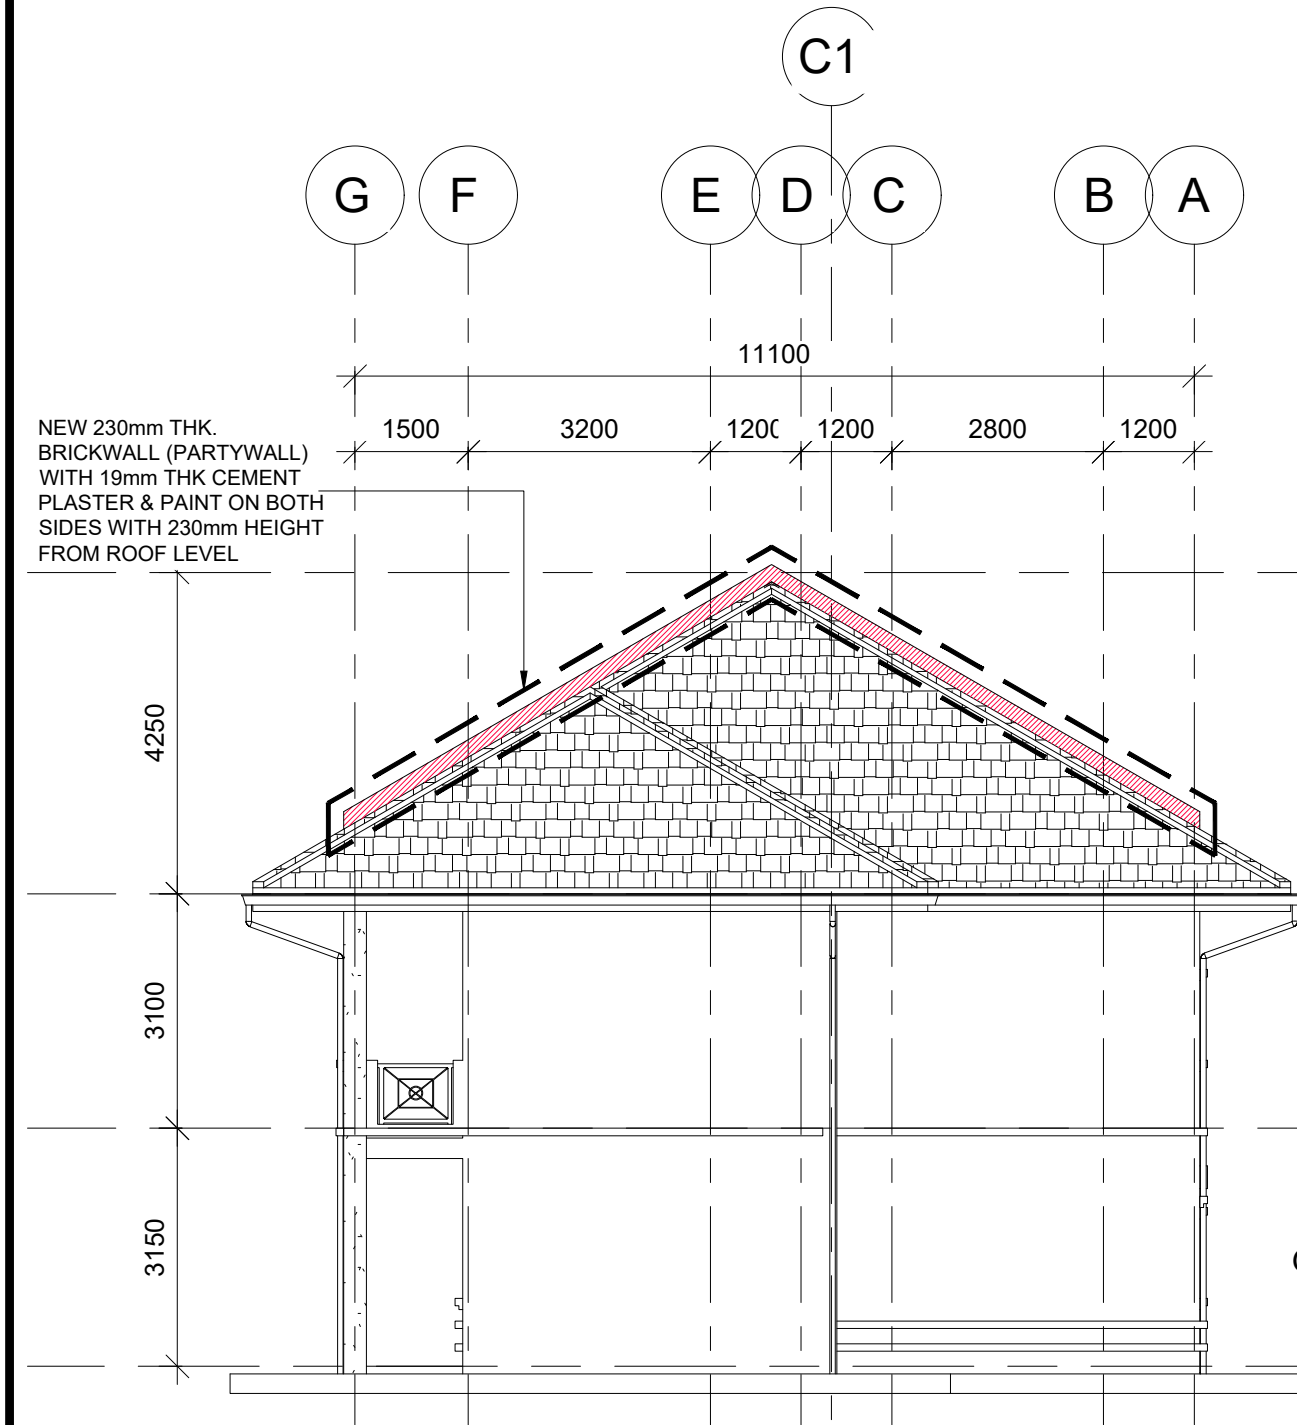 C1
G F E D C B A
11100
1500 3200 1200 1200 2800 1200
NEW 230mm THK.
BRICKWALL (PARTYWALL)
WITH 19mm THK CEMENT
PLASTER & PAINT ON BOTH
SIDES WITH 230mm HEIGHT
FROM ROOF LEVEL
4250
3100
3150